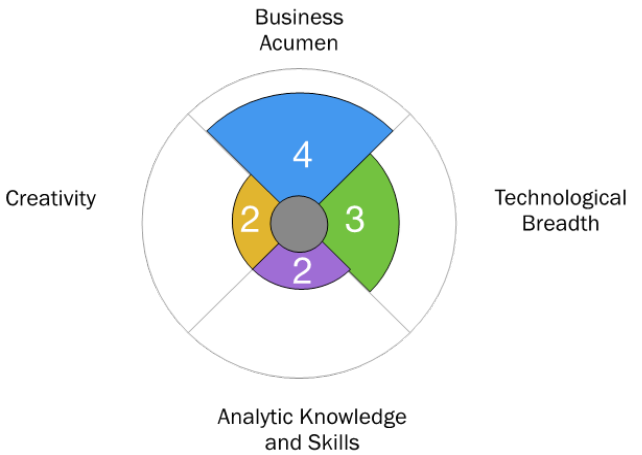 Business
Acumen
4
Creativity
2
3
Technological
Breadth
2
Analytic Knowledge
and Skills